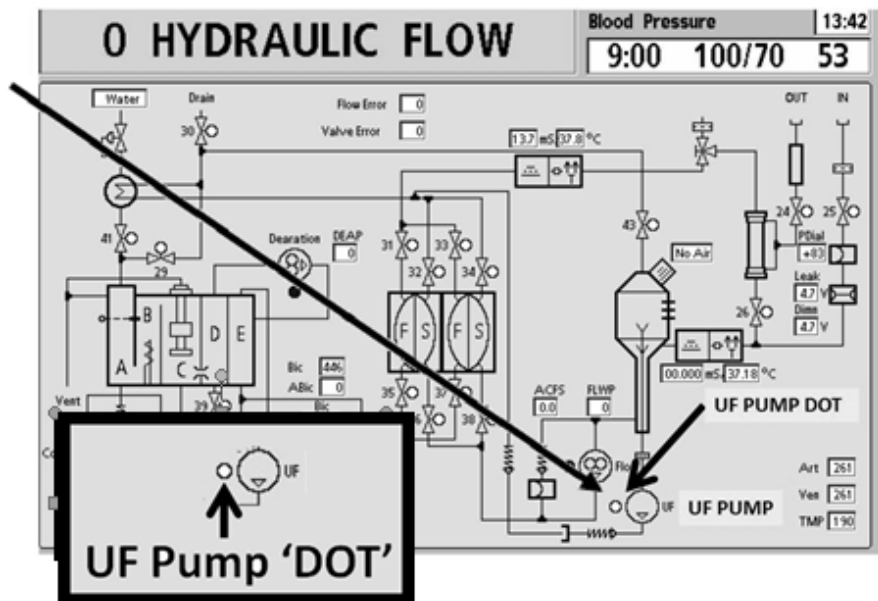 0 HYDRAULIC FLOW
Blood Pressure
13:42
9:00 100/70 53
Water
Drain
30
Flow Error 0
Valve Error 0
13.7 mS 37.8 °C
OUT IN
41
29
Dearation
DEAP
0
31 33
32 34
43
No Air
24 25
PDial
+83
Leak
4.7 V
Dimn
4.7 V
26
A B C D E
F S F S
Bic 446
ABic 0
Bic
Vent
39
35 37
38
ACFS
0.0
FLWP
0
00.000 mS 37.18 °C
UF PUMP DOT
UF
UF PUMP
Art 261
Ven 261
TMP 190
UF
UF Pump 'DOT'